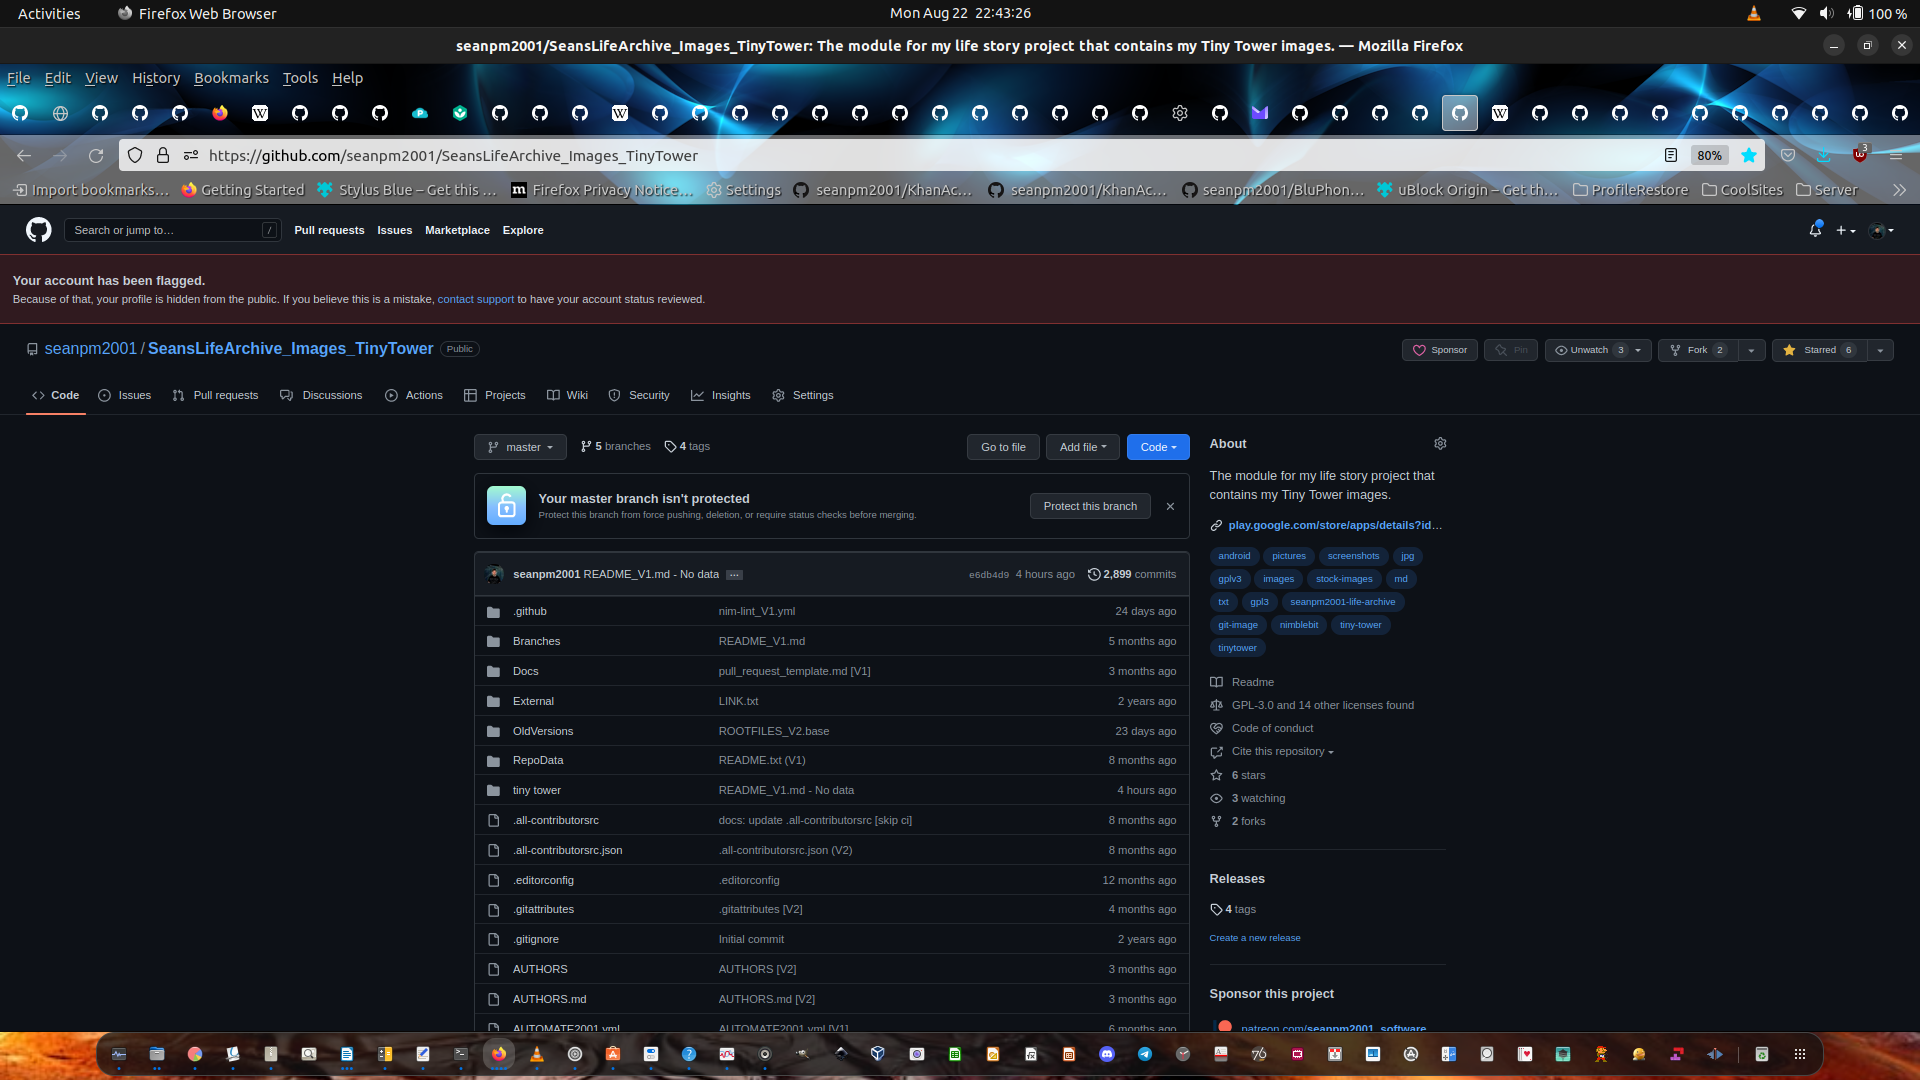 Activities
Firefox Web Browser
Mon Aug 22 22:43:26
100 %
seanpm2001/SeansLifeArchive_Images_TinyTower: The module for my life story project that contains my Tiny Tower images. — Mozilla Firefox
File Edit View History Bookmarks Tools Help
https://github.com/seanpm2001/SeansLifeArchive_Images_TinyTower
80%
3
Import bookmarks… Getting Started Stylus Blue – Get this … Firefox Privacy Notice… Settings seanpm2001/KhanAc… seanpm2001/KhanAc… seanpm2001/BluPhon… uBlock Origin – Get th… ProfileRestore CoolSites Server
Search or jump to… /
Pull requests Issues Marketplace Explore
Your account has been flagged.
Because of that, your profile is hidden from the public. If you believe this is a mistake, contact support to have your account status reviewed.
seanpm2001 / SeansLifeArchive_Images_TinyTower Public
Sponsor Pin Unwatch 3 Fork 2 Starred 6
Code Issues Pull requests Discussions Actions Projects Wiki Security Insights Settings
master 5 branches 4 tags
Go to file Add file Code
Your master branch isn't protected
Protect this branch from force pushing, deletion, or require status checks before merging.
Protect this branch
seanpm2001 README_V1.md - No data … e6db4d9 4 hours ago 2,899 commits
.github nim-lint_V1.yml 24 days ago
Branches README_V1.md 5 months ago
Docs pull_request_template.md [V1] 3 months ago
External LINK.txt 2 years ago
OldVersions ROOTFILES_V2.base 23 days ago
RepoData README.txt (V1) 8 months ago
tiny tower README_V1.md - No data 4 hours ago
.all-contributorsrc docs: update .all-contributorsrc [skip ci] 8 months ago
.all-contributorsrc.json .all-contributorsrc.json (V2) 8 months ago
.editorconfig .editorconfig 12 months ago
.gitattributes .gitattributes [V2] 4 months ago
.gitignore Initial commit 2 years ago
AUTHORS AUTHORS [V2] 3 months ago
AUTHORS.md AUTHORS.md [V2] 3 months ago
AUTOMATE2001.yml AUTOMATE2001.yml [V1] 6 months ago
About
The module for my life story project that
contains my Tiny Tower images.
play.google.com/store/apps/details?id…
android pictures screenshots jpg
gplv3 images stock-images md
txt gpl3 seanpm2001-life-archive
git-image nimblebit tiny-tower
tinytower
Readme
GPL-3.0 and 14 other licenses found
Code of conduct
Cite this repository
6 stars
3 watching
2 forks
Releases
4 tags
Create a new release
Sponsor this project
patreon.com/seanpm2001_software